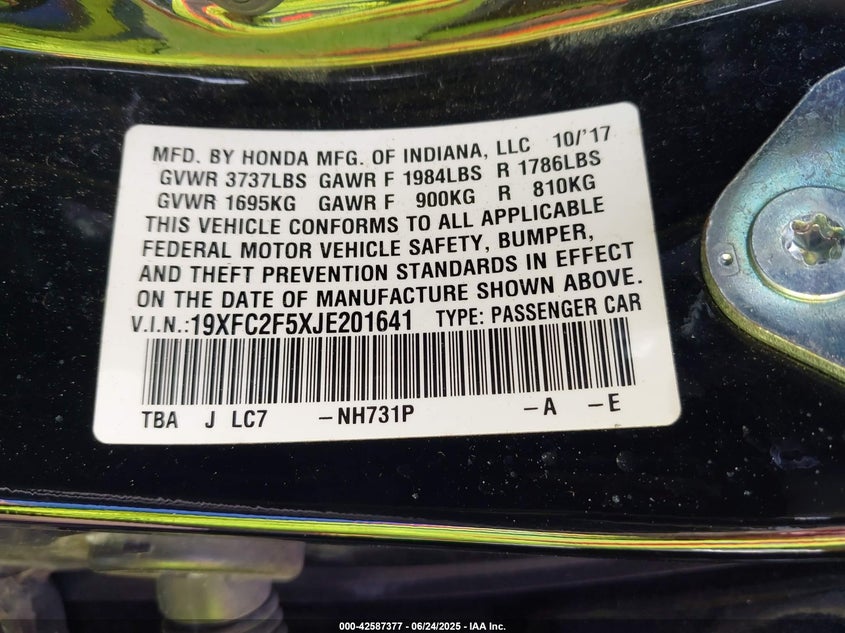 MFD. BY HONDA MFG. OF INDIANA, LLC 10/'17
GVWR 3737LBS GAWR F 1984LBS R 1786LBS
GVWR 1695KG GAWR F 900KG R 810KG
THIS VEHICLE CONFORMS TO ALL APPLICABLE
FEDERAL MOTOR VEHICLE SAFETY, BUMPER,
AND THEFT PREVENTION STANDARDS IN EFFECT
ON THE DATE OF MANUFACTURE SHOWN ABOVE.
V.I.N.:19XFC2F5XJE201641 TYPE: PASSENGER CAR
TBA J LC7 –NH731P –A –E
000-42587377 - 06/24/2025 - IAA Inc.